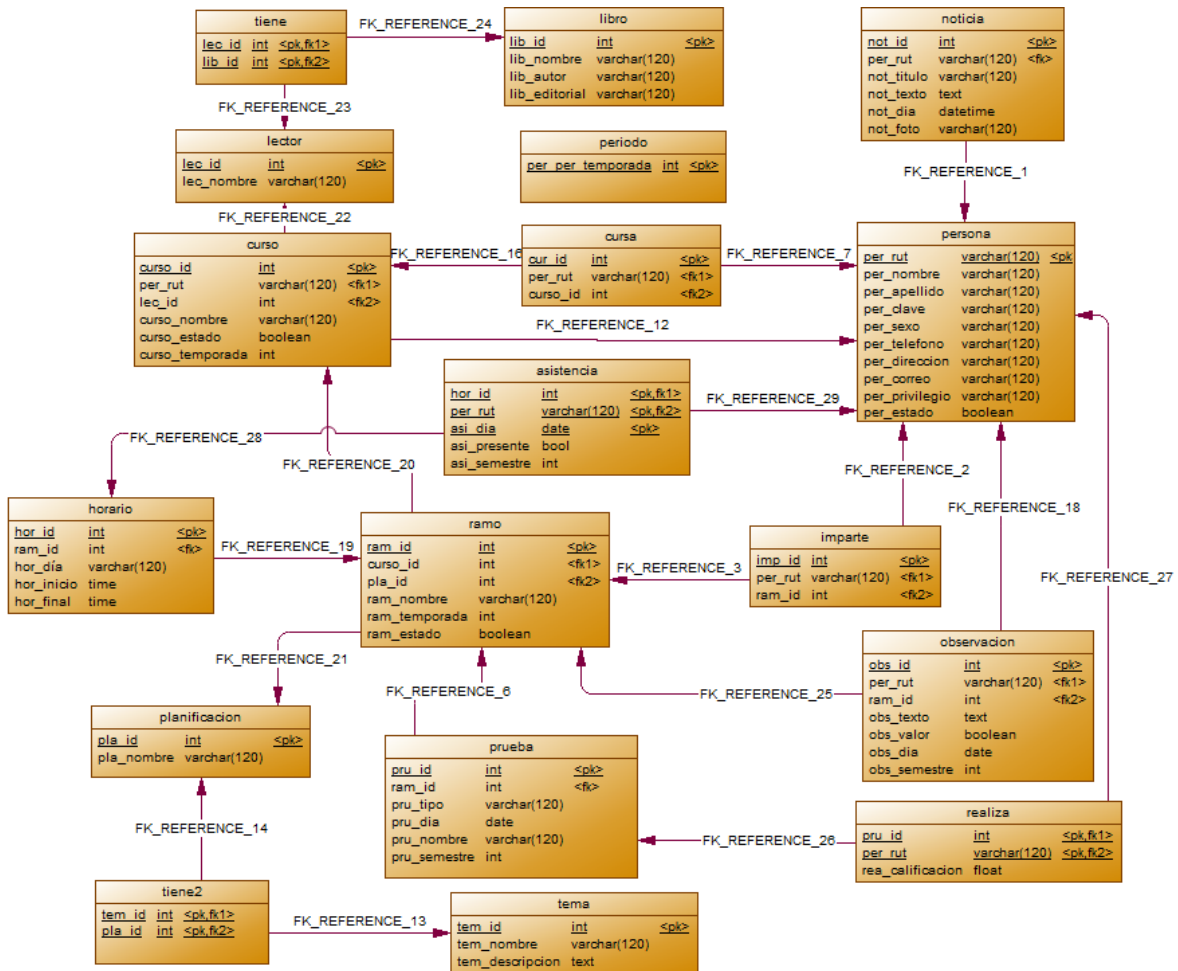 tiene
lec_id int <pk,fk1>
lib_id int <pk,fk2>
FK_REFERENCE_24
libro
lib_id int <pk>
lib_nombre varchar(120)
lib_autor varchar(120)
lib_editorial varchar(120)
noticia
not_id int <pk>
per_rut varchar(120) <fk>
not_titulo varchar(120)
not_texto text
not_dia datetime
not_foto varchar(120)
FK_REFERENCE_23
lector
lec_id int <pk>
lec_nombre varchar(120)
periodo
per_per_temporada int <pk>
FK_REFERENCE_1
FK_REFERENCE_22
curso
curso_id int <pk>
per_rut varchar(120) <fk1>
lec_id int <fk2>
curso_nombre varchar(120)
curso_estado boolean
curso_temporada int
FK_REFERENCE_16
cursa
cur_id int <pk>
per_rut varchar(120) <fk1>
curso_id int <fk2>
FK_REFERENCE_7
persona
per_rut varchar(120) <pk
per_nombre varchar(120)
per_apellido varchar(120)
per_clave varchar(120)
per_sexo varchar(120)
per_telefono varchar(120)
per_direccion varchar(120)
per_correo varchar(120)
per_privilegio varchar(120)
per_estado boolean
FK_REFERENCE_12
asistencia
hor_id int <pk,fk1>
per_rut varchar(120) <pk,fk2>
asi_dia date <pk>
asi_presente bool
asi_semestre int
FK_REFERENCE_29
FK_REFERENCE_28
FK_REFERENCE_20
FK_REFERENCE_2
FK_REFERENCE_18
horario
hor_id int <pk>
ram_id int <fk>
hor_día varchar(120)
hor_inicio time
hor_final time
FK_REFERENCE_19
ramo
ram_id int <pk>
curso_id int <fk1>
pla_id int <fk2>
ram_nombre varchar(120)
ram_temporada int
ram_estado boolean
FK_REFERENCE_3
imparte
imp_id int <pk>
per_rut varchar(120) <fk1>
ram_id int <fk2>
FK_REFERENCE_27
FK_REFERENCE_21
FK_REFERENCE_6
FK_REFERENCE_25
observacion
obs_id int <pk>
per_rut varchar(120) <fk1>
ram_id int <fk2>
obs_texto text
obs_valor boolean
obs_dia date
obs_semestre int
planificacion
pla_id int <pk>
pla_nombre varchar(120)
prueba
pru_id int <pk>
ram_id int <fk>
pru_tipo varchar(120)
pru_dia date
pru_nombre varchar(120)
pru_semestre int
FK_REFERENCE_14
FK_REFERENCE_26
realiza
pru_id int <pk,fk1>
per_rut varchar(120) <pk,fk2>
rea_calificacion float
tiene2
tem_id int <pk,fk1>
pla_id int <pk,fk2>
FK_REFERENCE_13
tema
tem_id int <pk>
tem_nombre varchar(120)
tem_descripcion text